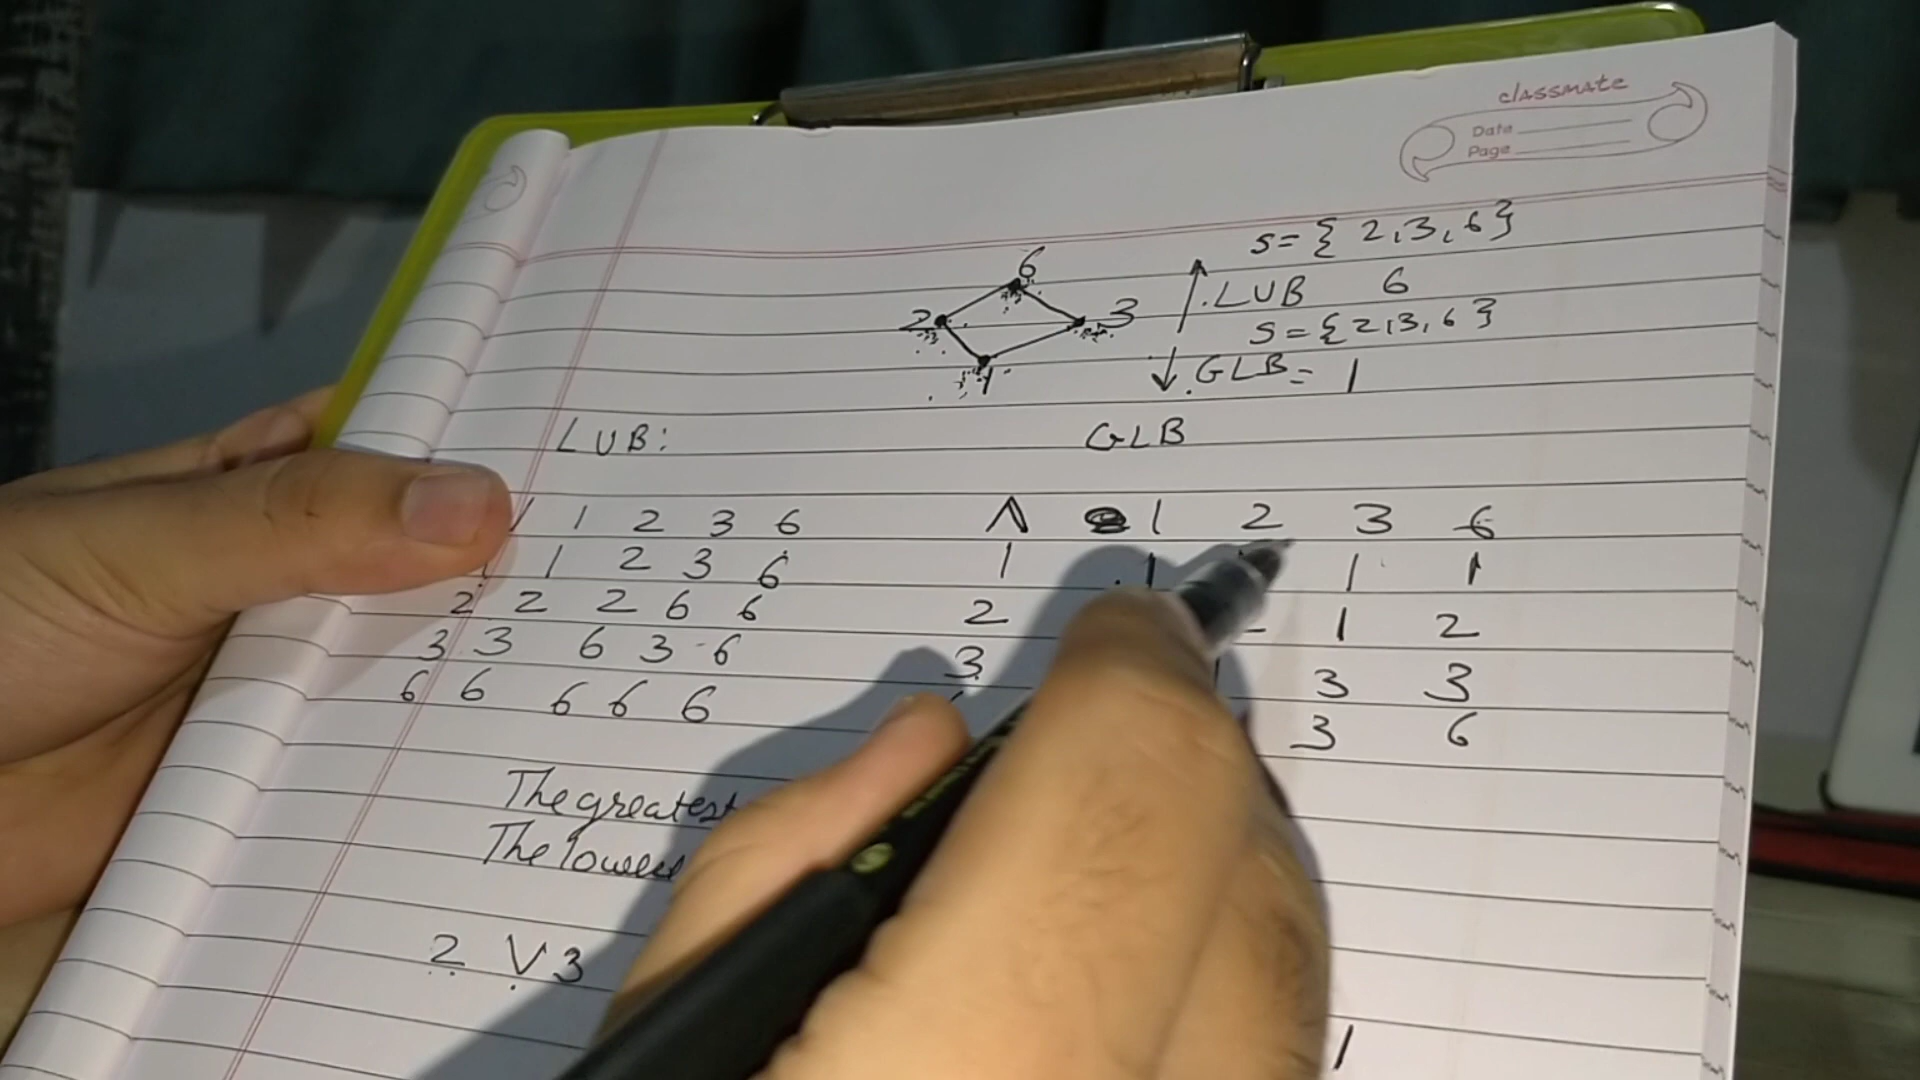 classmate
Date
Page
S = { 2, 3, 6 }
6
LUB 6
2 3
S = { 2, 3, 6 }
1
GLB = 1
LUB:
GLB
1 2 3 6
1 2 3 6
2 2 2 6 6
3 3 6 3 6
6 6 6 6 6
∧ 1 2 3 6
1 1 1 1
2 1 2
3 3 3
3 6
The greatest
The lowest
2 V 3
1